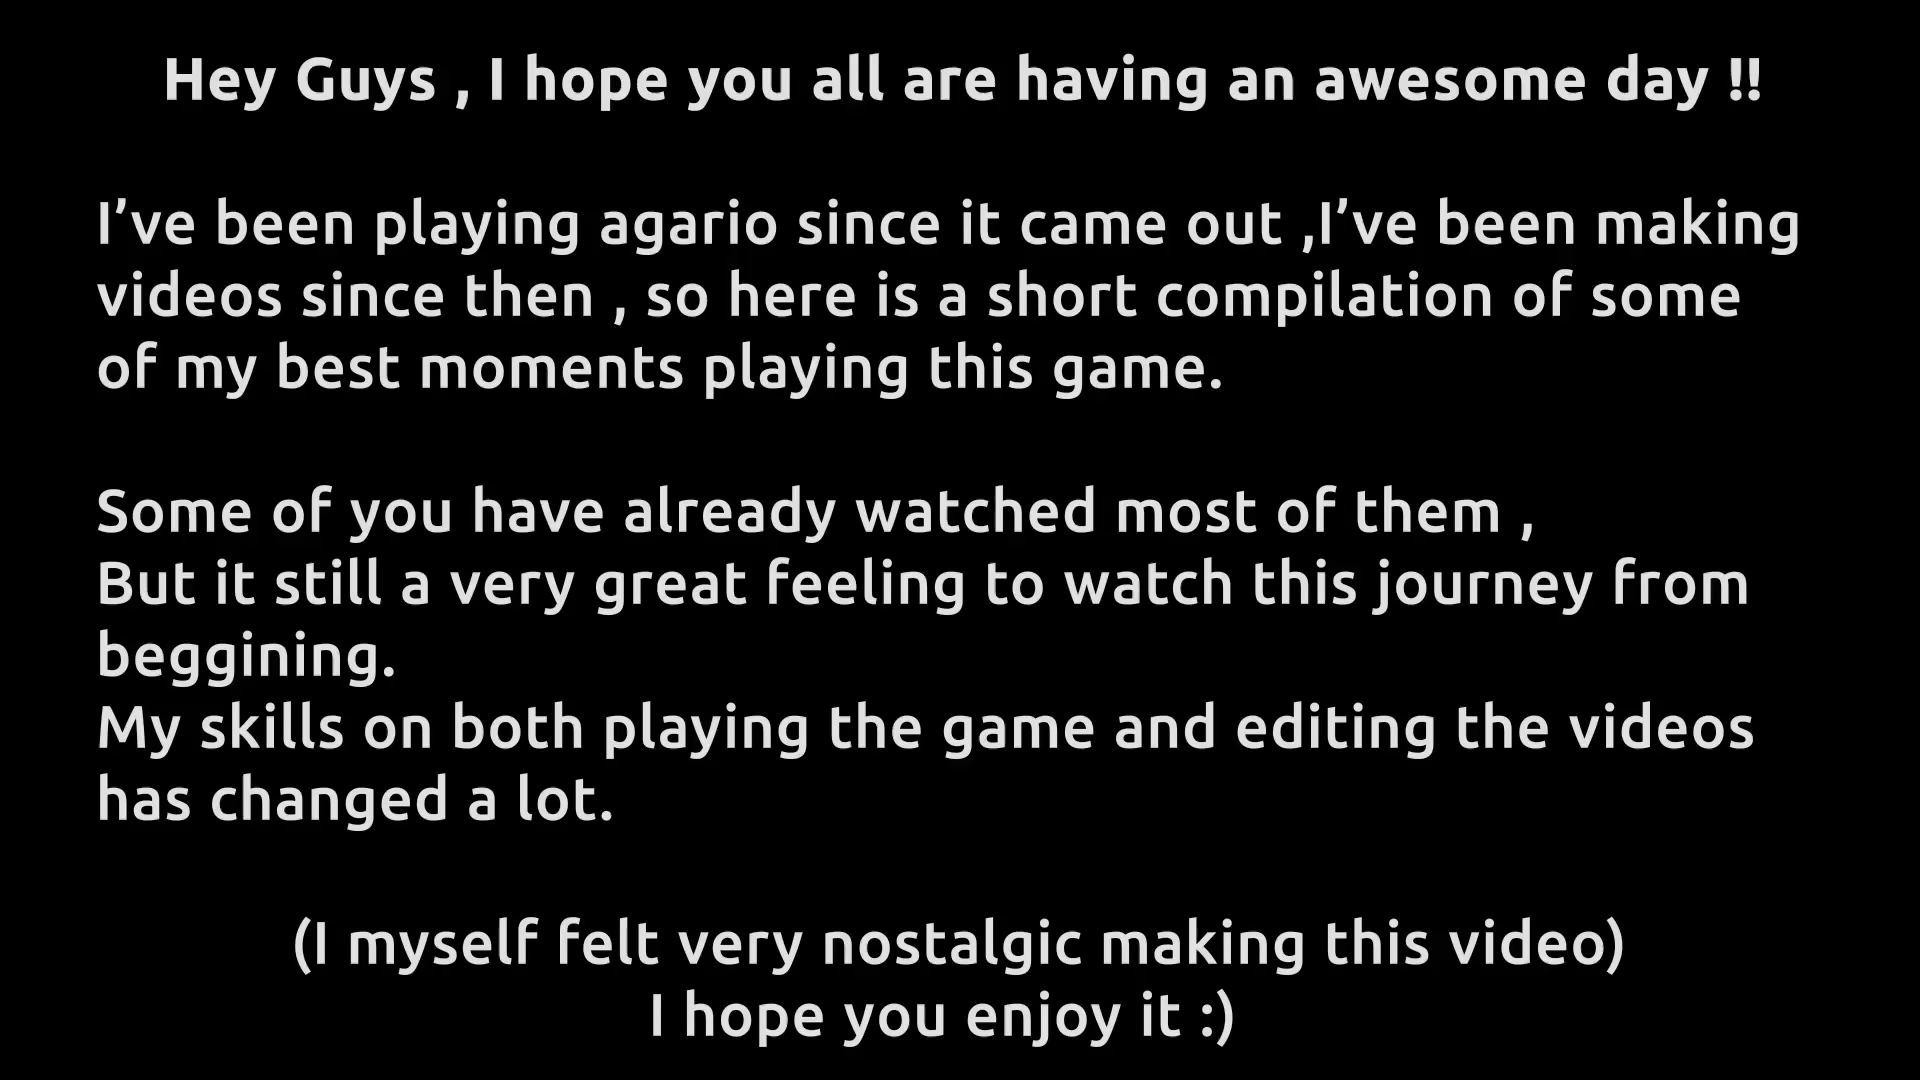 Hey Guys , I hope you all are having an awesome day !!
I’ve been playing agario since it came out ,I’ve been making
videos since then , so here is a short compilation of some
of my best moments playing this game.
Some of you have already watched most of them ,
But it still a very great feeling to watch this journey from
beggining.
My skills on both playing the game and editing the videos
has changed a lot.
(I myself felt very nostalgic making this video)
I hope you enjoy it :)